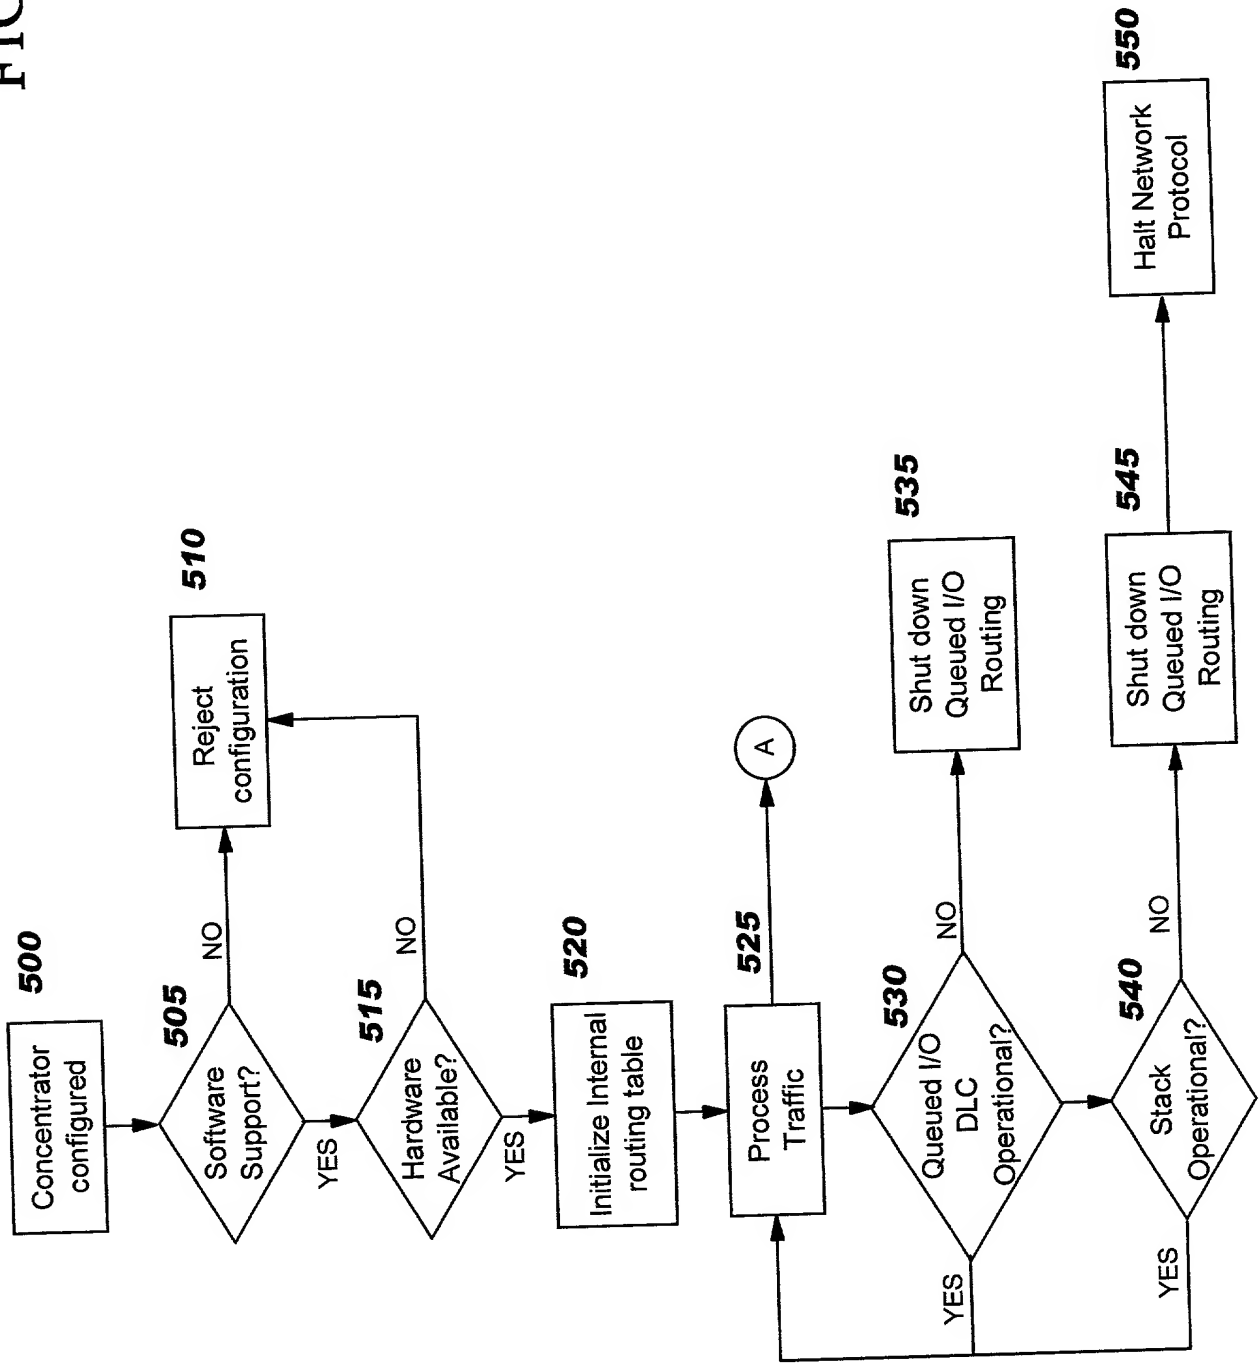 FIG
500
Concentrator
configured
505
Software
Support?
NO
YES
510
Reject
configuration
515
Hardware
Available?
NO
YES
520
Initialize Internal
routing table
525
Process
Traffic
A
530
Queued I/O
DLC
Operational?
NO
YES
535
Shut down
Queued I/O
Routing
540
Stack
Operational?
NO
YES
545
Shut down
Queued I/O
Routing
550
Halt Network
Protocol